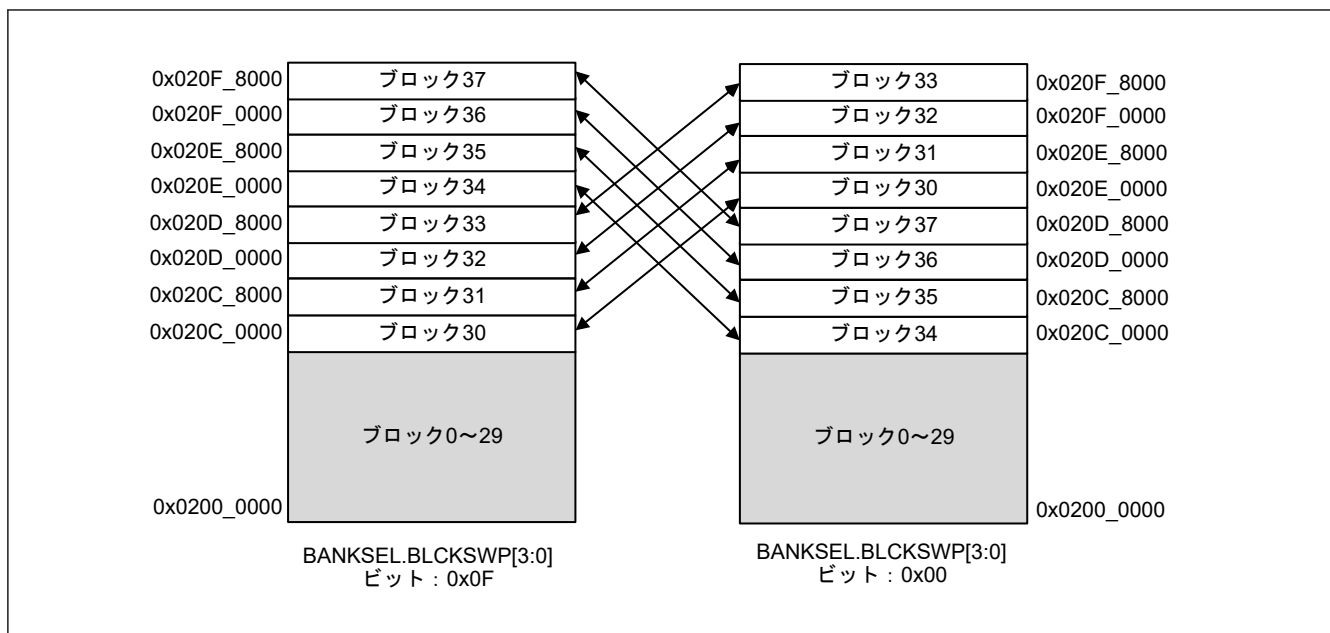 0x020F_8000 ブロック37 ブロック33 0x020F_8000
0x020F_0000 ブロック36 ブロック32 0x020F_0000
0x020E_8000 ブロック35 ブロック31 0x020E_8000
0x020E_0000 ブロック34 ブロック30 0x020E_0000
0x020D_8000 ブロック33 ブロック37 0x020D_8000
0x020D_0000 ブロック32 ブロック36 0x020D_0000
0x020C_8000 ブロック31 ブロック35 0x020C_8000
0x020C_0000 ブロック30 ブロック34 0x020C_0000
ブロック0～29 ブロック0～29
0x0200_0000 0x0200_0000
BANKSEL.BLCKSWP[3:0] BANKSEL.BLCKSWP[3:0]
ビット：0x0F ビット：0x00